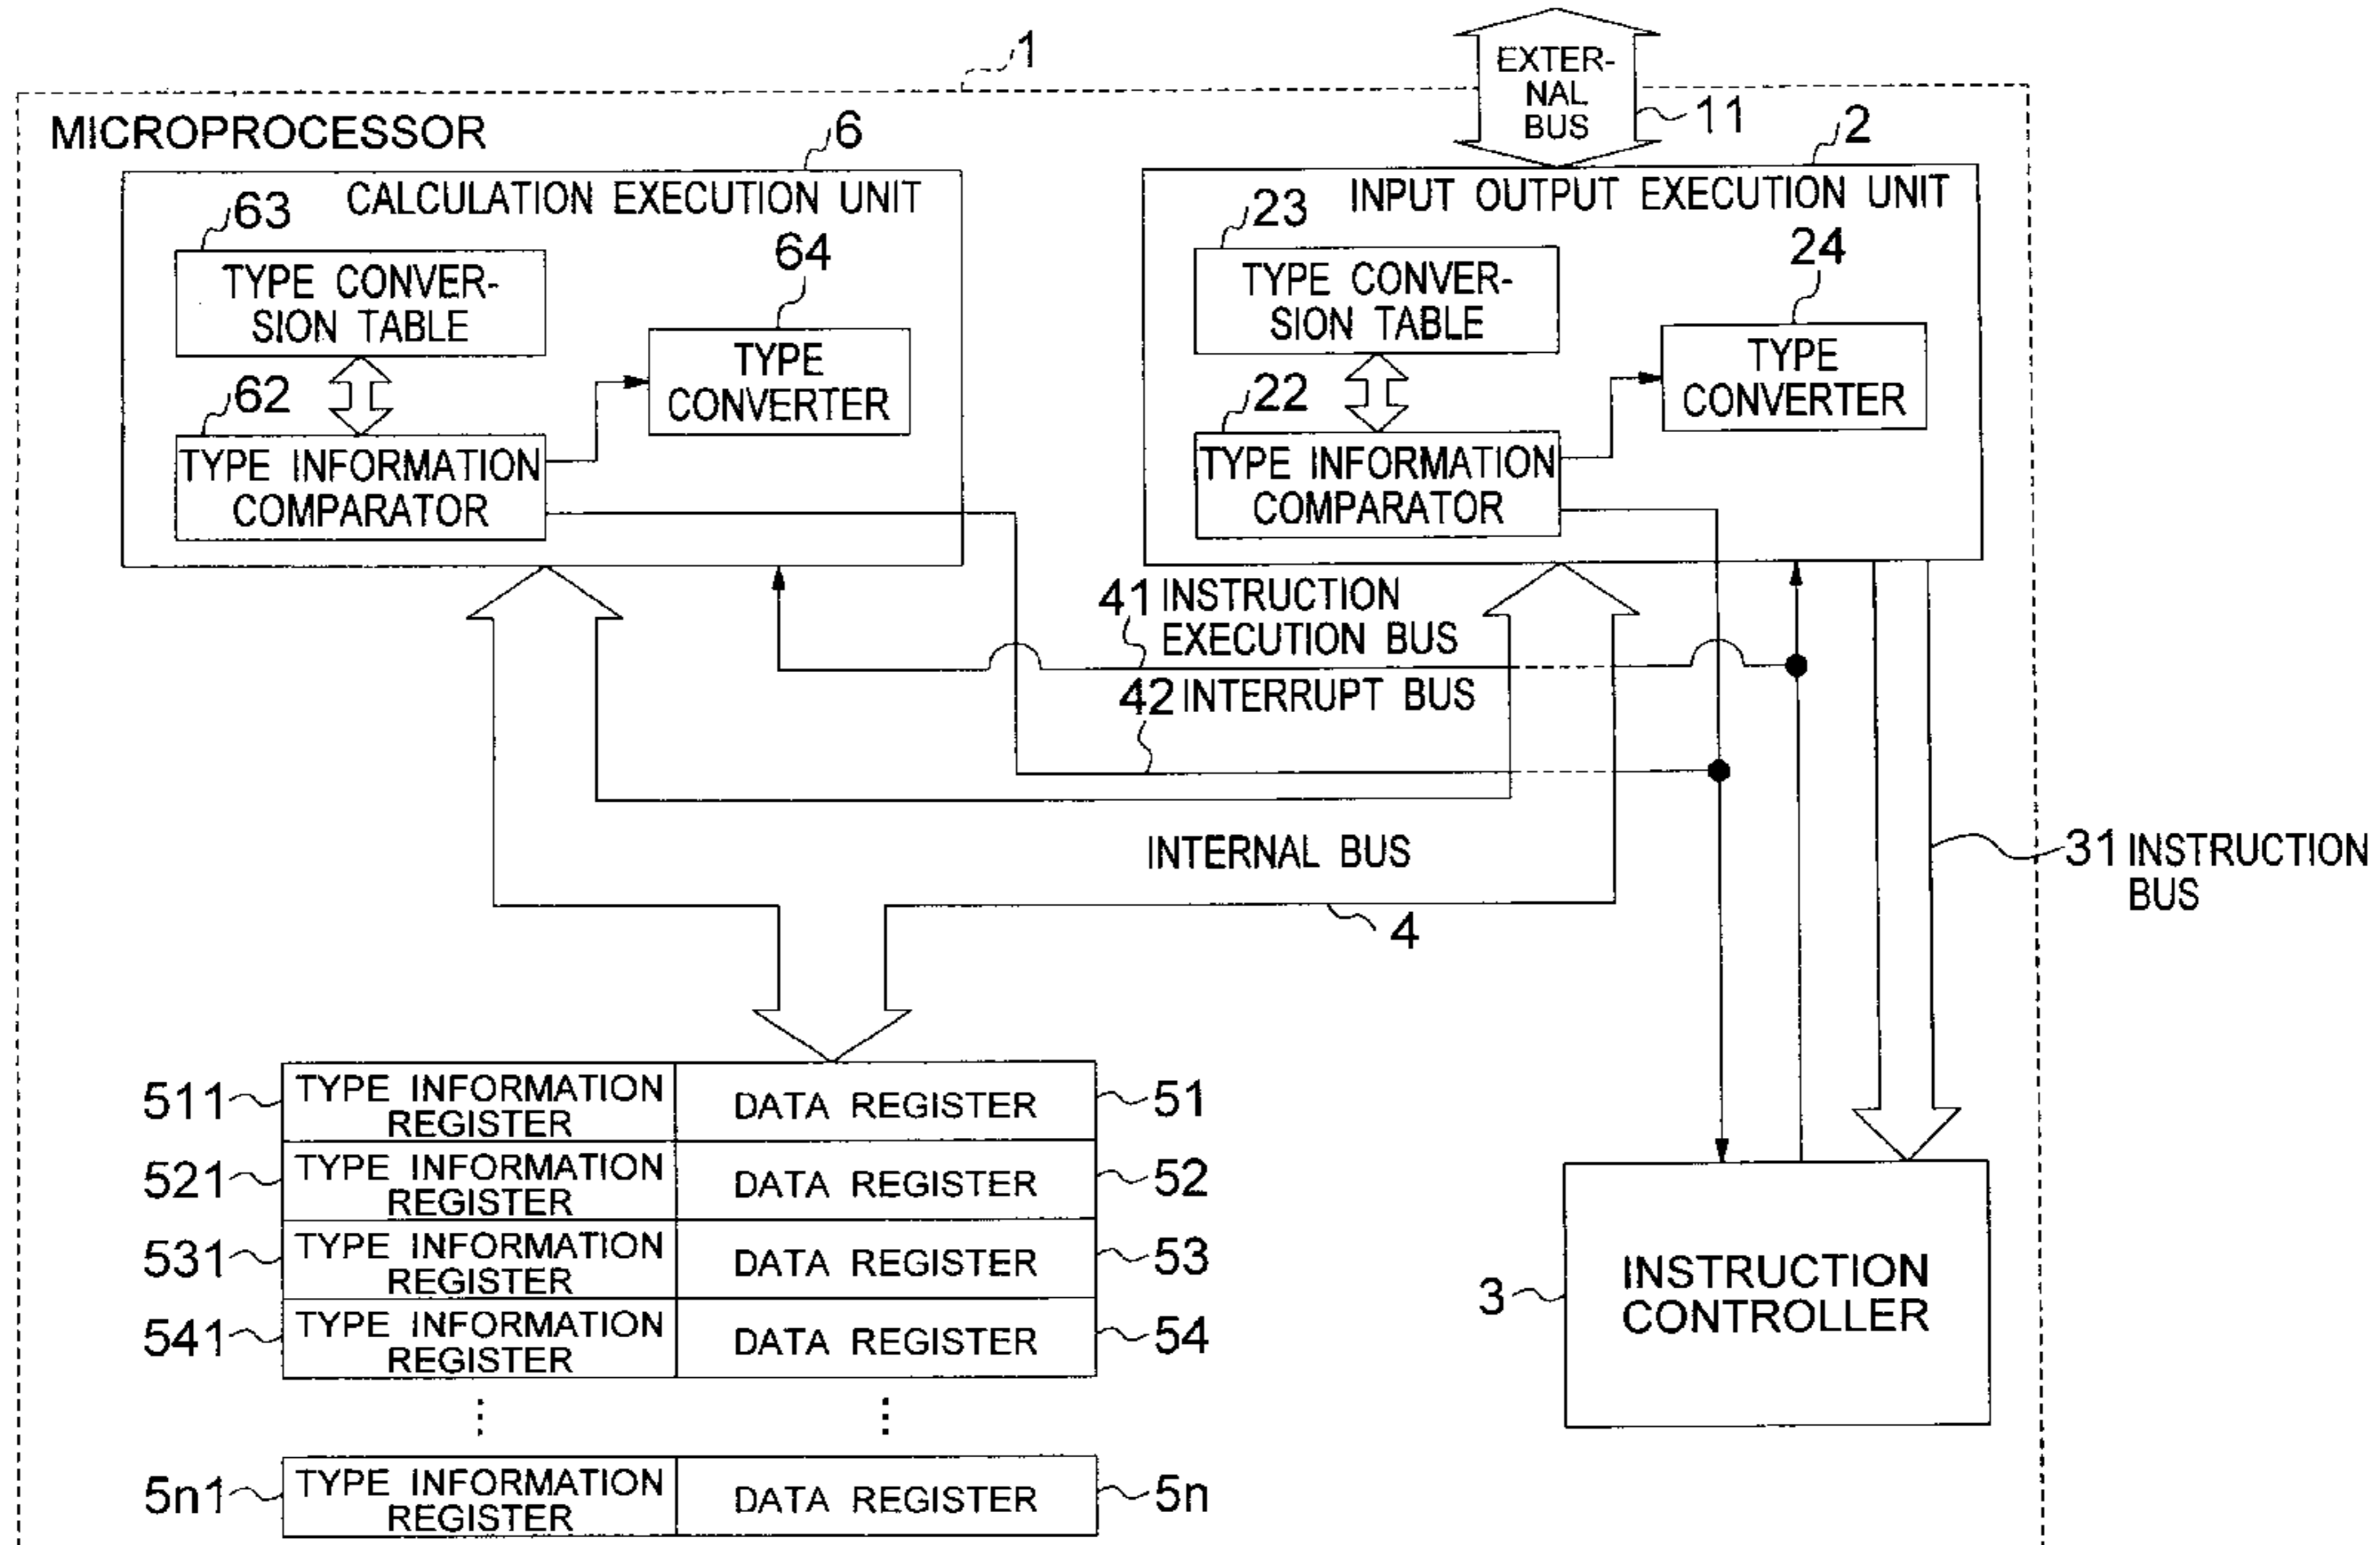 1
EXTER-
NAL
BUS
11
MICROPROCESSOR
6
CALCULATION EXECUTION UNIT
63
TYPE CONVER-
SION TABLE
64
TYPE
CONVERTER
62
TYPE INFORMATION
COMPARATOR
2
INPUT OUTPUT EXECUTION UNIT
23
TYPE CONVER-
SION TABLE
24
TYPE
CONVERTER
22
TYPE INFORMATION
COMPARATOR
41 INSTRUCTION
EXECUTION BUS
42 INTERRUPT BUS
INTERNAL BUS
4
31 INSTRUCTION
BUS
511
TYPE INFORMATION
REGISTER
DATA REGISTER
51
521
TYPE INFORMATION
REGISTER
DATA REGISTER
52
531
TYPE INFORMATION
REGISTER
DATA REGISTER
53
541
TYPE INFORMATION
REGISTER
DATA REGISTER
54
5n1
TYPE INFORMATION
REGISTER
DATA REGISTER
5n
3
INSTRUCTION
CONTROLLER